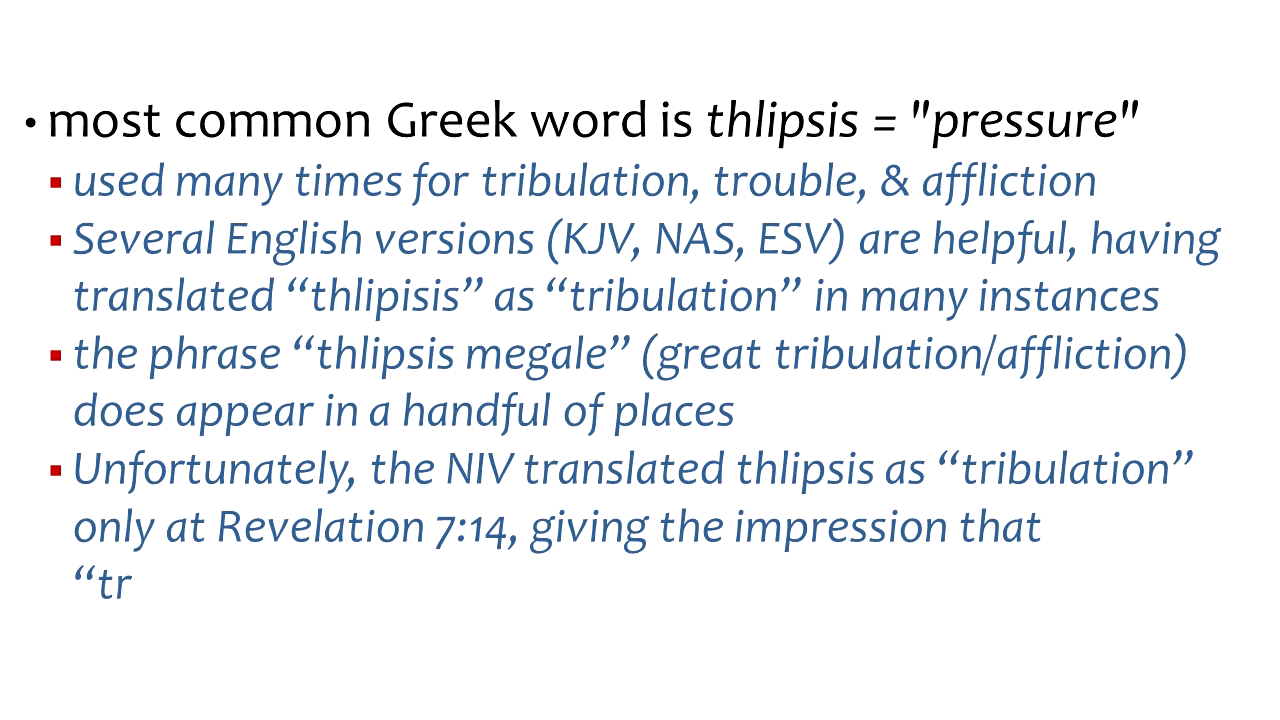 • most common Greek word is thlipsis = "pressure"
▪ used many times for tribulation, trouble, & affliction
▪ Several English versions (KJV, NAS, ESV) are helpful, having
translated “thlipisis” as “tribulation” in many instances
▪ the phrase “thlipsis megale” (great tribulation/affliction)
does appear in a handful of places
▪ Unfortunately, the NIV translated thlipsis as “tribulation”
only at Revelation 7:14, giving the impression that
“tr